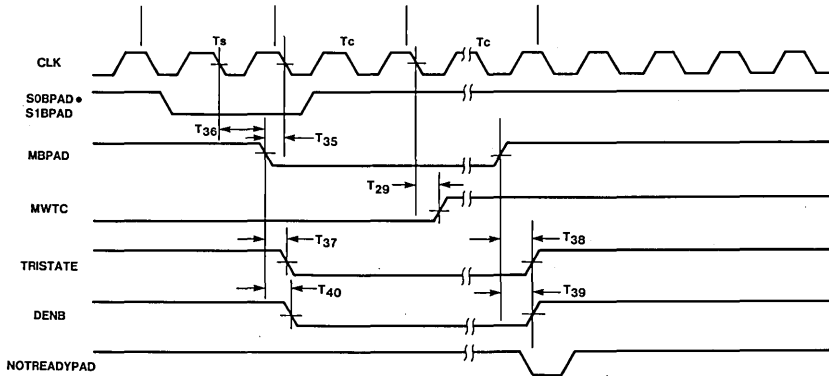 Ts Tc Tc
CLK
S0BPAD•
S1BPAD
T36 T35
MBPAD
T29
MWTC
T37 T38
TRISTATE
T40 T39
DENB
NOTREADYPAD